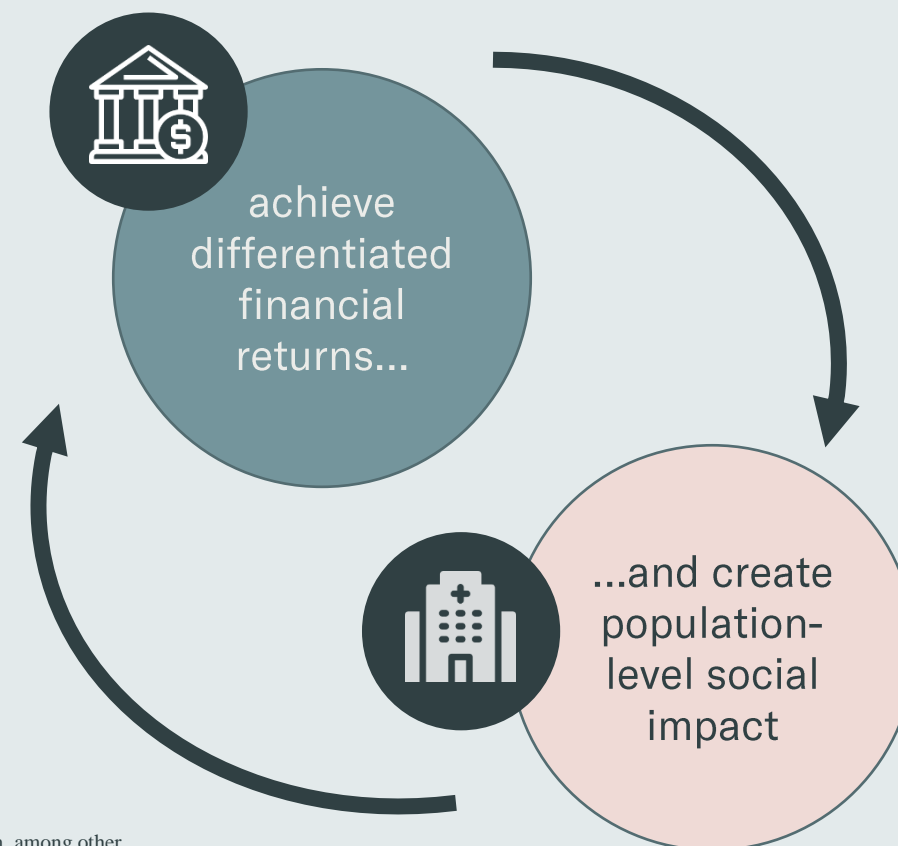 achieve
differentiated
financial
returns...
...and create
population-
level social
impact
among other